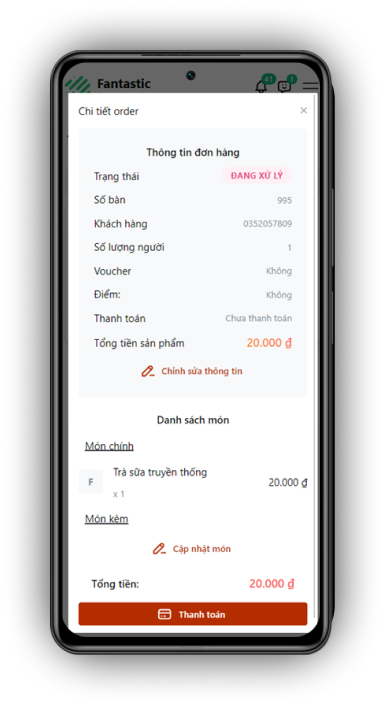 Fantastic
41
1
Chi tiết order
×
Thông tin đơn hàng
Trạng thái ĐANG XỬ LÝ
Số bàn 995
Khách hàng 0352057809
Số lượng người 1
Voucher Không
Điểm: Không
Thanh toán Chưa thanh toán
Tổng tiền sản phẩm 20.000 ₫
Chỉnh sửa thông tin
Danh sách món
Món chính
F Trà sữa truyền thống 20.000 ₫
x 1
Món kèm
Cập nhật món
Tổng tiền: 20.000 ₫
Thanh toán